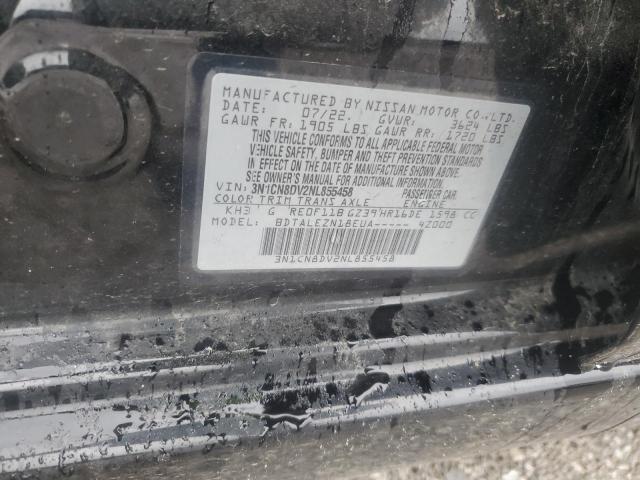 MANUFACTURED BY NISSAN MOTOR CO.,LTD.
DATE: 07/22. GVWR: 3624 LBS
GAWR FR: 1905 LBS GAWR RR: 1720 LBS
THIS VEHICLE CONFORMS TO ALL APPLICABLE FEDERAL MOTOR
VEHICLE SAFETY, BUMPER AND THEFT PREVENTION STANDARDS
IN EFFECT ON THE DATE OF MANUFACTURE SHOWN ABOVE.
SEE OWNER'S MANUAL FOR ADDITIONAL INFORMATION.
VIN: 3N1CN8DV2NL855458 PASSENGER CAR
COLOR TRIM TRANS AXLE ENGINE
KH3 G RE0F11B GZ39 HR16DE 1598 CC
MODEL: BDTALEZN18EUA----- 42000
3N1CN8DV2NL855458